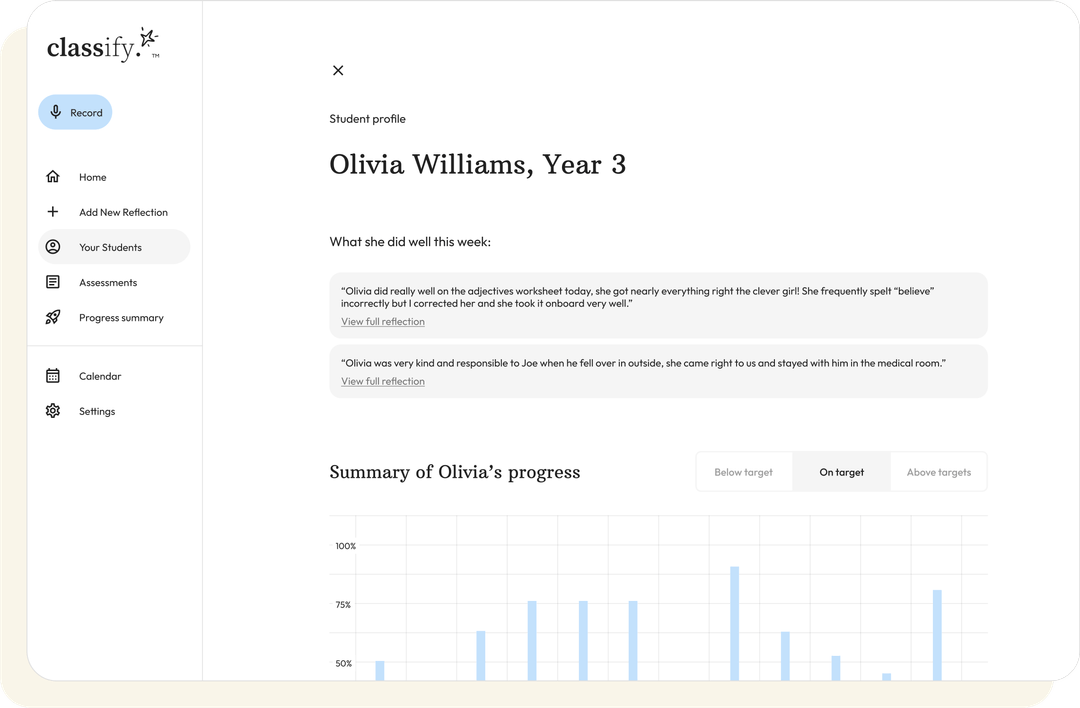 classify.™
Record
Home
Add New Reflection
Your Students
Assessments
Progress summary
Calendar
Settings
Student profile
Olivia Williams, Year 3
What she did well this week:
“Olivia did really well on the adjectives worksheet today, she got nearly everything right the clever girl! She frequently spelt “believe”
incorrectly but I corrected her and she took it onboard very well.”
View full reflection
“Olivia was very kind and responsible to Joe when he fell over in outside, she came right to us and stayed with him in the medical room.”
View full reflection
Summary of Olivia’s progress
Below target
On target
Above targets
100%
75%
50%